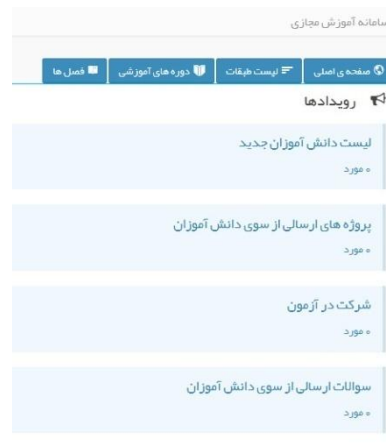 سامانه آموزش مجازی
صفحه ی اصلی لیست طبقات دوره های آموزشی فصل ها
رویدادها
لیست دانش آموزان جدید
۰ مورد
پروژه های ارسالی از سوی دانش آموزان
۰ مورد
شرکت در آزمون
۰ مورد
سوالات ارسالی از سوی دانش آموزان
۰ مورد